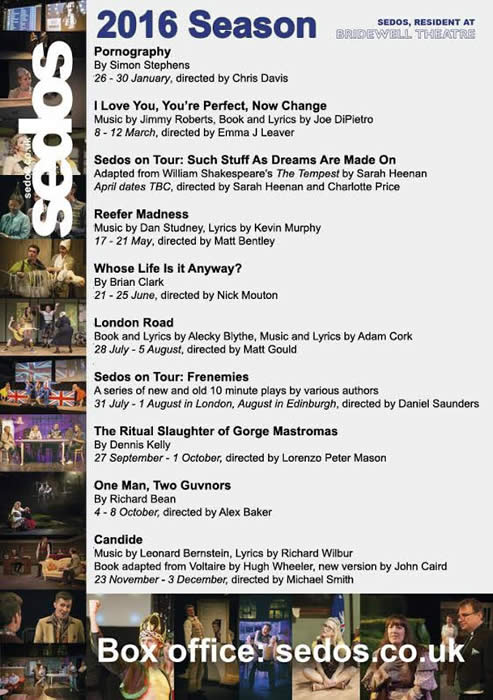 2016 Season
SEDOS, RESIDENT AT
BRIDEWELL THEATRE
sedos
sedos.co.uk
Pornography
By Simon Stephens
26 - 30 January, directed by Chris Davis
I Love You, You're Perfect, Now Change
Music by Jimmy Roberts, Book and Lyrics by Joe DiPietro
8 - 12 March, directed by Emma J Leaver
Sedos on Tour: Such Stuff As Dreams Are Made On
Adapted from William Shakespeare's The Tempest by Sarah Heenan
April dates TBC, directed by Sarah Heenan and Charlotte Price
Reefer Madness
Music by Dan Studney, Lyrics by Kevin Murphy
17 - 21 May, directed by Matt Bentley
Whose Life Is it Anyway?
By Brian Clark
21 - 25 June, directed by Nick Mouton
London Road
Book and Lyrics by Alecky Blythe, Music and Lyrics by Adam Cork
28 July - 5 August, directed by Matt Gould
Sedos on Tour: Frenemies
A series of new and old 10 minute plays by various authors
31 July - 1 August in London, August in Edinburgh, directed by Daniel Saunders
The Ritual Slaughter of Gorge Mastromas
By Dennis Kelly
27 September - 1 October, directed by Lorenzo Peter Mason
One Man, Two Guvnors
By Richard Bean
4 - 8 October, directed by Alex Baker
Candide
Music by Leonard Bernstein, Lyrics by Richard Wilbur
Book adapted from Voltaire by Hugh Wheeler, new version by John Caird
23 November - 3 December, directed by Michael Smith
Box office: sedos.co.uk